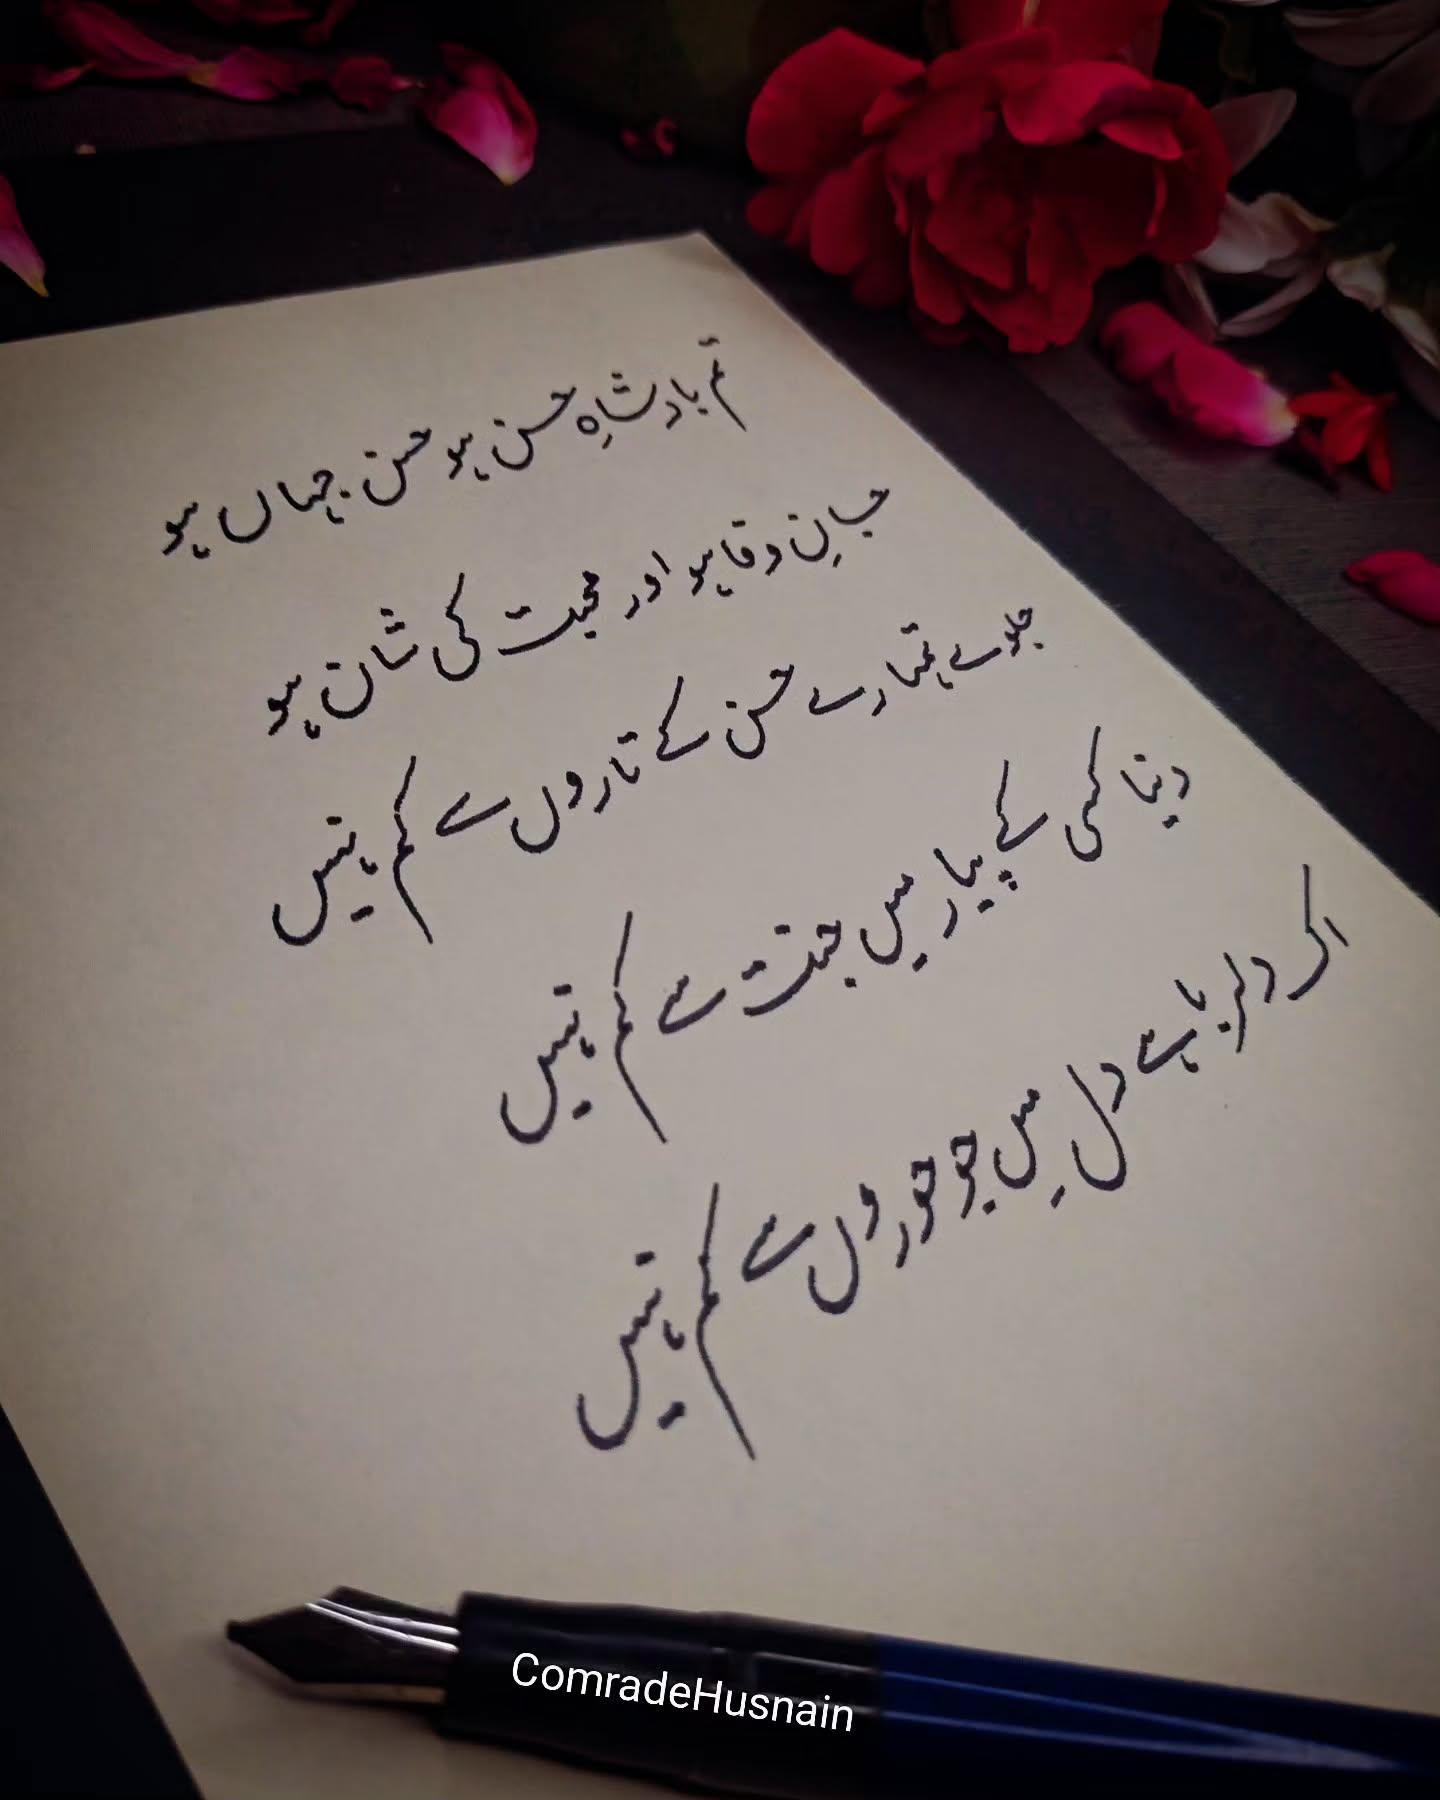 تم بادشاہِ حسن ہو حسن جہاں ہو
جانِ وفا ہو اور محبت کی شان ہو
جلوے تمہارے حسن کے تاروں سے کم نہیں
دنیا کسی کے پیار میں جنت سے کم نہیں
اک دلربا ہے دل میں جو حوروں سے کم نہیں
ComradeHusnain